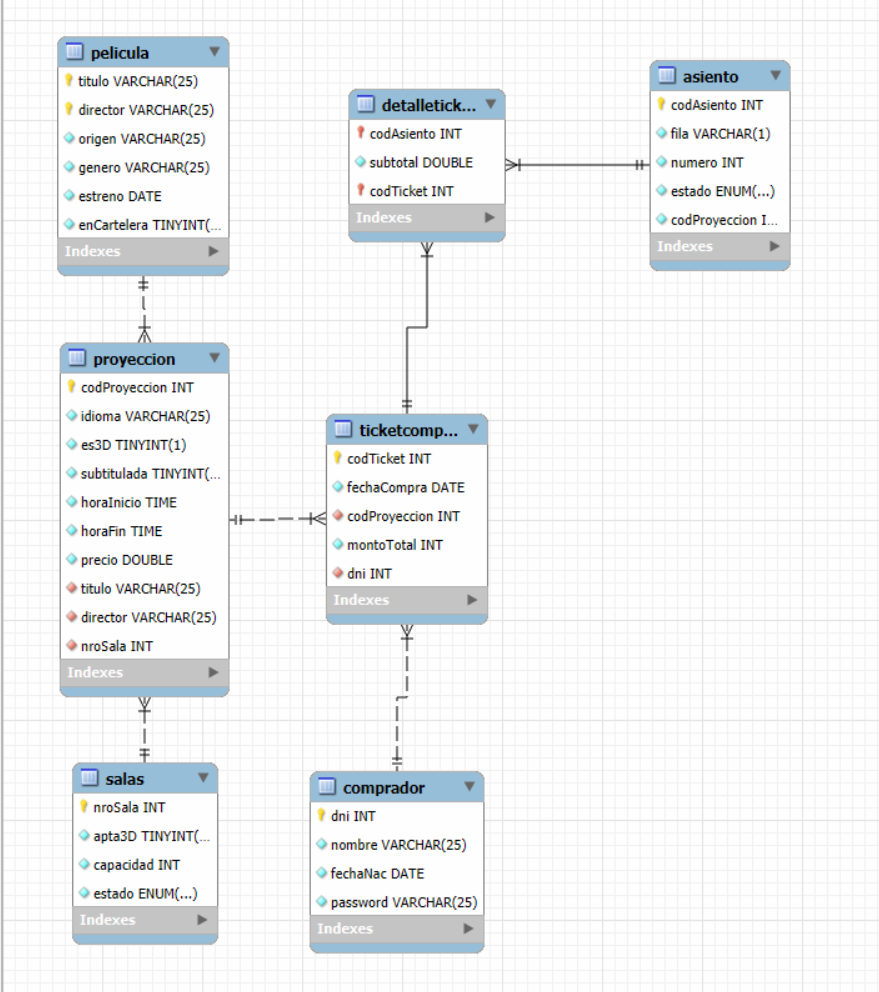 pelicula
titulo VARCHAR(25)
director VARCHAR(25)
origen VARCHAR(25)
genero VARCHAR(25)
estreno DATE
enCartelera TINYINT(...
Indexes
detalletick...
codAsiento INT
subtotal DOUBLE
codTicket INT
Indexes
asiento
codAsiento INT
fila VARCHAR(1)
numero INT
estado ENUM(...)
codProyeccion I...
Indexes
proyeccion
codProyeccion INT
idioma VARCHAR(25)
es3D TINYINT(1)
subtitulada TINYINT(...
horaInicio TIME
horaFin TIME
precio DOUBLE
titulo VARCHAR(25)
director VARCHAR(25)
nroSala INT
Indexes
ticketcomp...
codTicket INT
fechaCompra DATE
codProyeccion INT
montoTotal INT
dni INT
Indexes
salas
nroSala INT
apta3D TINYINT(...
capacidad INT
estado ENUM(...)
Indexes
comprador
dni INT
nombre VARCHAR(25)
fechaNac DATE
password VARCHAR(25)
Indexes